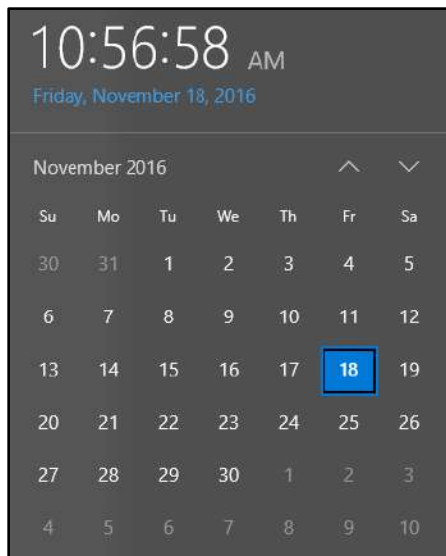 10:56:58 AM
Friday, November 18, 2016
November 2016
Su Mo Tu We Th Fr Sa
30 31 1 2 3 4 5
6 7 8 9 10 11 12
13 14 15 16 17 18 19
20 21 22 23 24 25 26
27 28 29 30 1 2 3
4 5 6 7 8 9 10